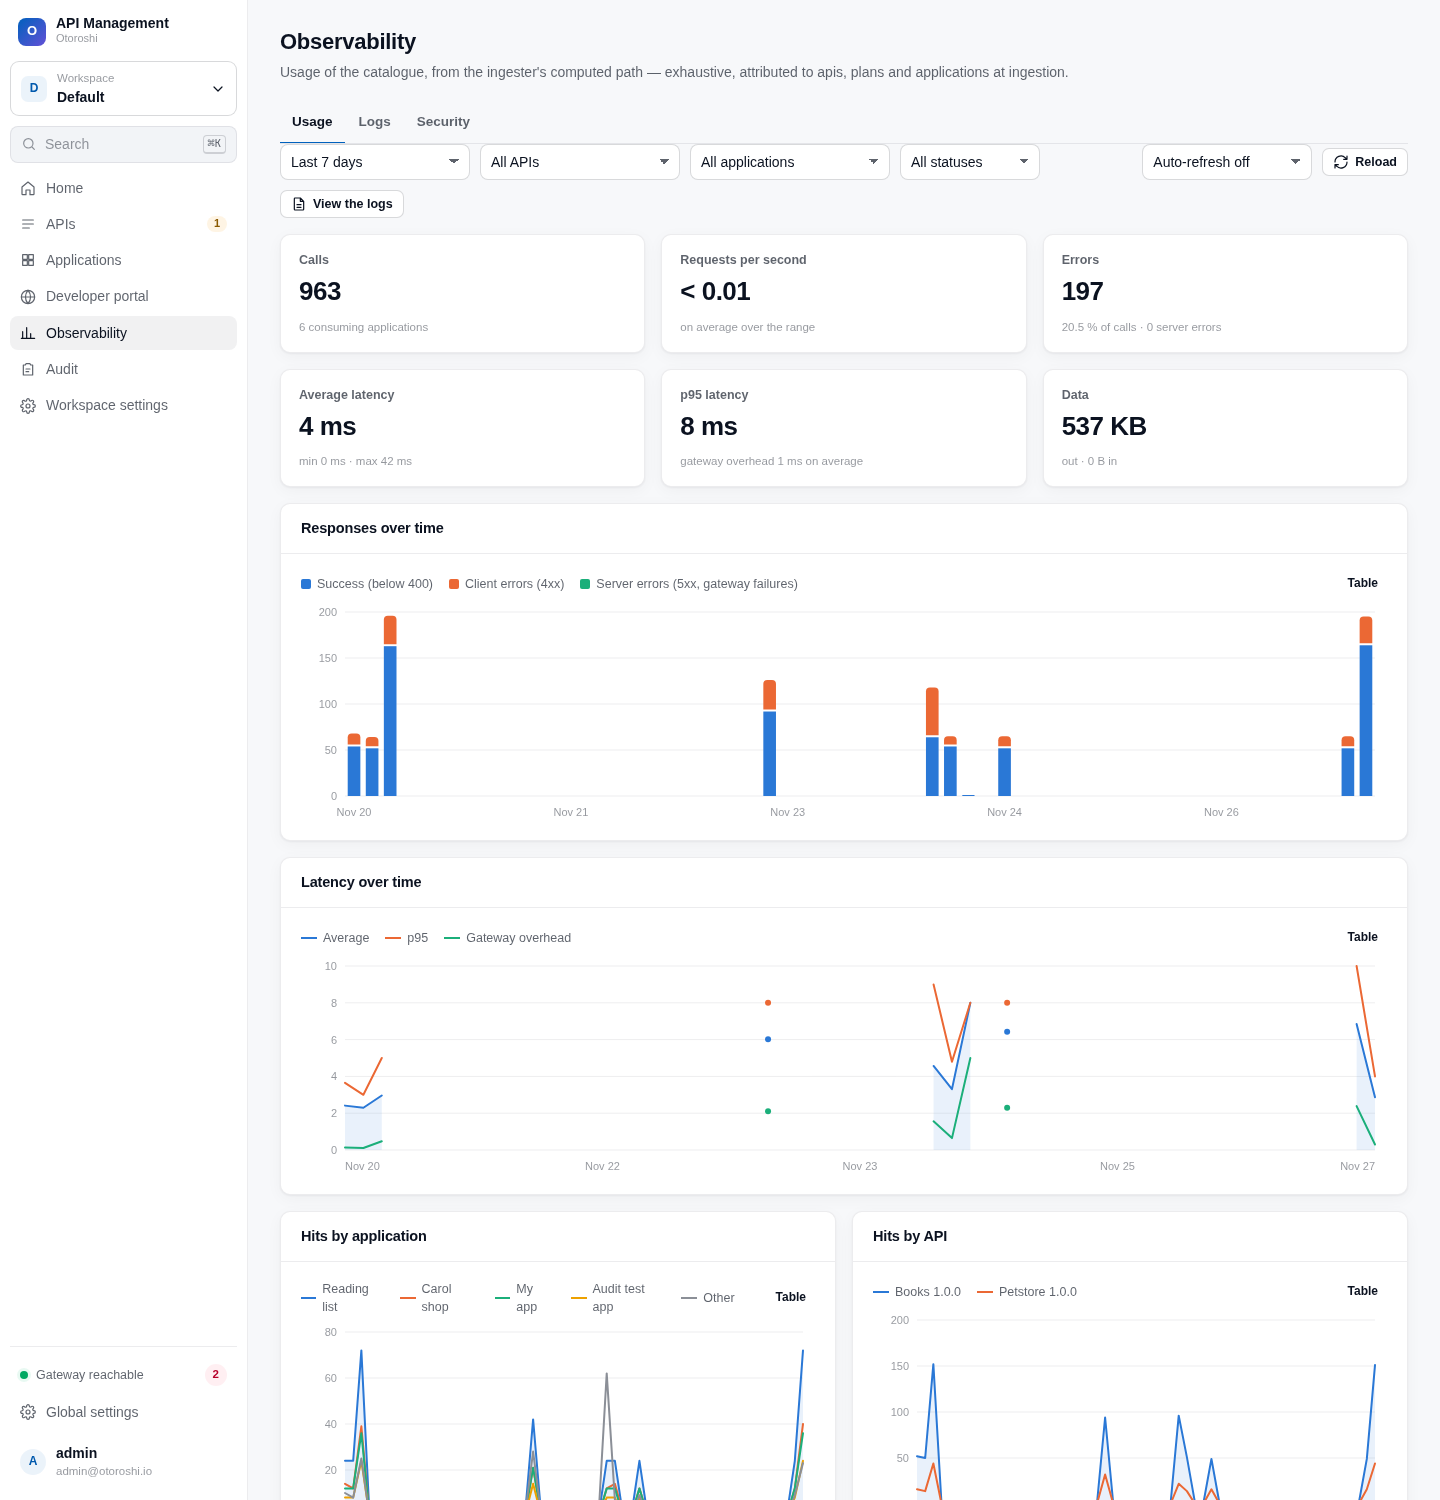 O
API Management
Otoroshi
D
Workspace
Default
Search
⌘K
Home
APIs
1
Applications
Developer portal
Observability
Audit
Workspace settings
Gateway reachable
2
Global settings
A
admin
admin@otoroshi.io
Observability
Usage of the catalogue, from the ingester's computed path — exhaustive, attributed to apis, plans and applications at ingestion.
Usage
Logs
Security
Last 7 days
All APIs
All applications
All statuses
Auto-refresh off
Reload
View the logs
Calls
963
6 consuming applications
Requests per second
< 0.01
on average over the range
Errors
197
20.5 % of calls · 0 server errors
Average latency
4 ms
min 0 ms · max 42 ms
p95 latency
8 ms
gateway overhead 1 ms on average
Data
537 KB
out · 0 B in
Responses over time
Success (below 400)
Client errors (4xx)
Server errors (5xx, gateway failures)
Table
200
150
100
50
0
Nov 20
Nov 21
Nov 23
Nov 24
Nov 26
Latency over time
Average
p95
Gateway overhead
Table
10
8
6
4
2
0
Nov 20
Nov 22
Nov 23
Nov 25
Nov 27
Hits by application
Reading list
Carol shop
My app
Audit test app
Other
Table
80
60
40
20
Hits by API
Books 1.0.0
Petstore 1.0.0
Table
200
150
100
50